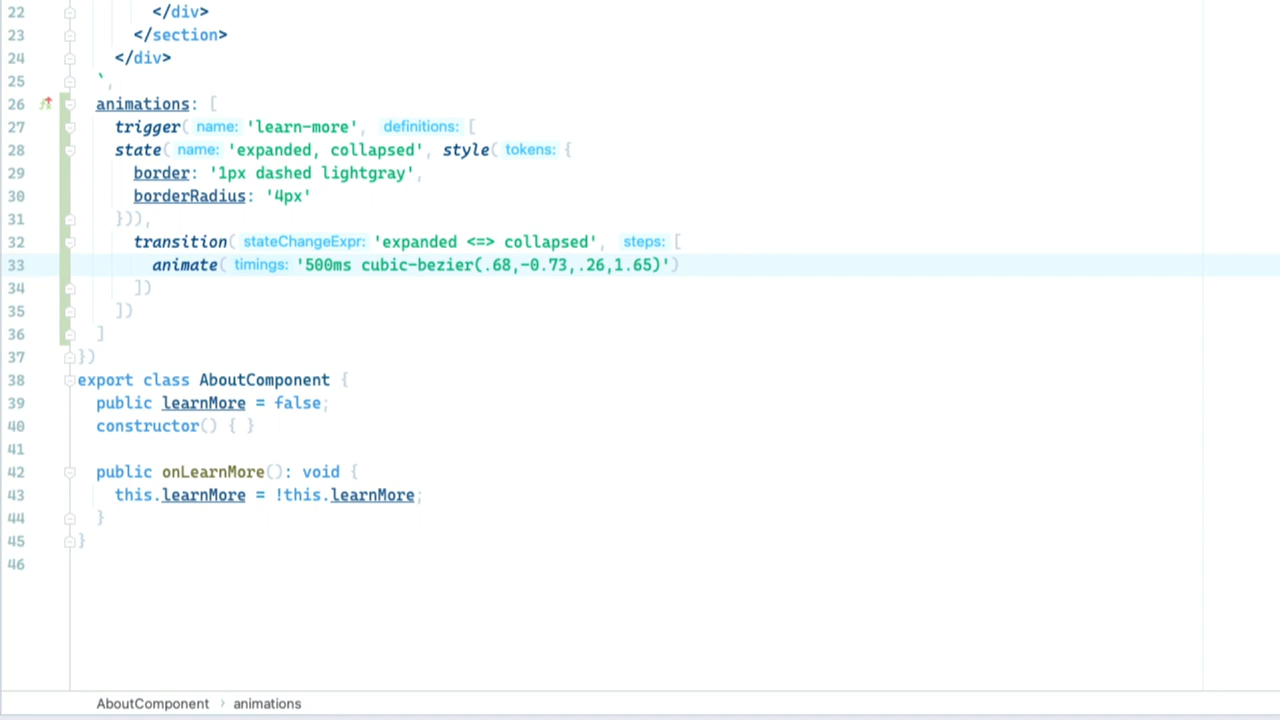 22 </div>
23 </section>
24 </div>
25 `,
26 animations: [
27 trigger( name: 'learn-more', definitions: [
28 state( name: 'expanded, collapsed', style( tokens: {
29 border: '1px dashed lightgray',
30 borderRadius: '4px'
31 })),
32 transition( stateChangeExpr: 'expanded <=> collapsed', steps: [
33 animate( timings: '500ms cubic-bezier(.68,-0.73,.26,1.65)')
34 ])
35 ])
36 ]
37 })
38 export class AboutComponent {
39 public learnMore = false;
40 constructor() { }
41
42 public onLearnMore(): void {
43 this.learnMore = !this.learnMore;
44 }
45 }
46
AboutComponent › animations